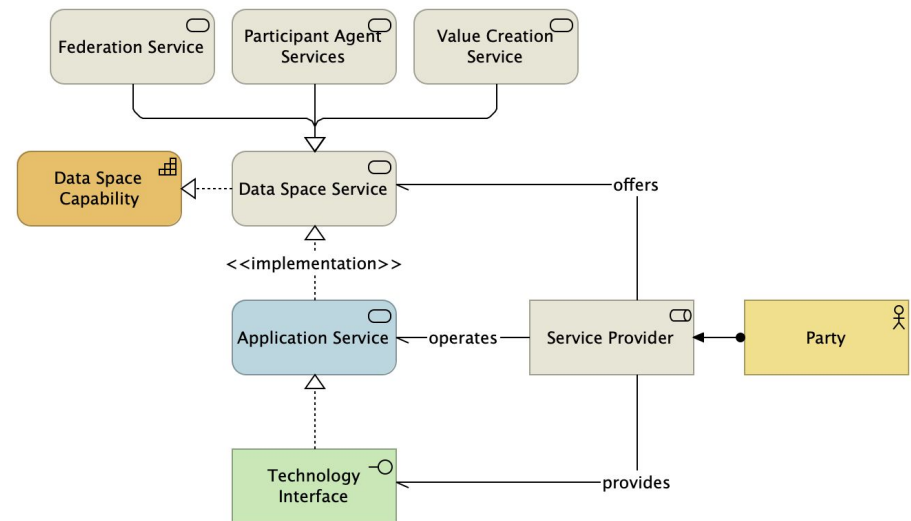 Federation Service
Participant Agent
Services
Value Creation
Service
Data Space
Capability
Data Space Service
offers
<<implementation>>
Application Service
operates
Service Provider
Party
Technology
Interface
provides